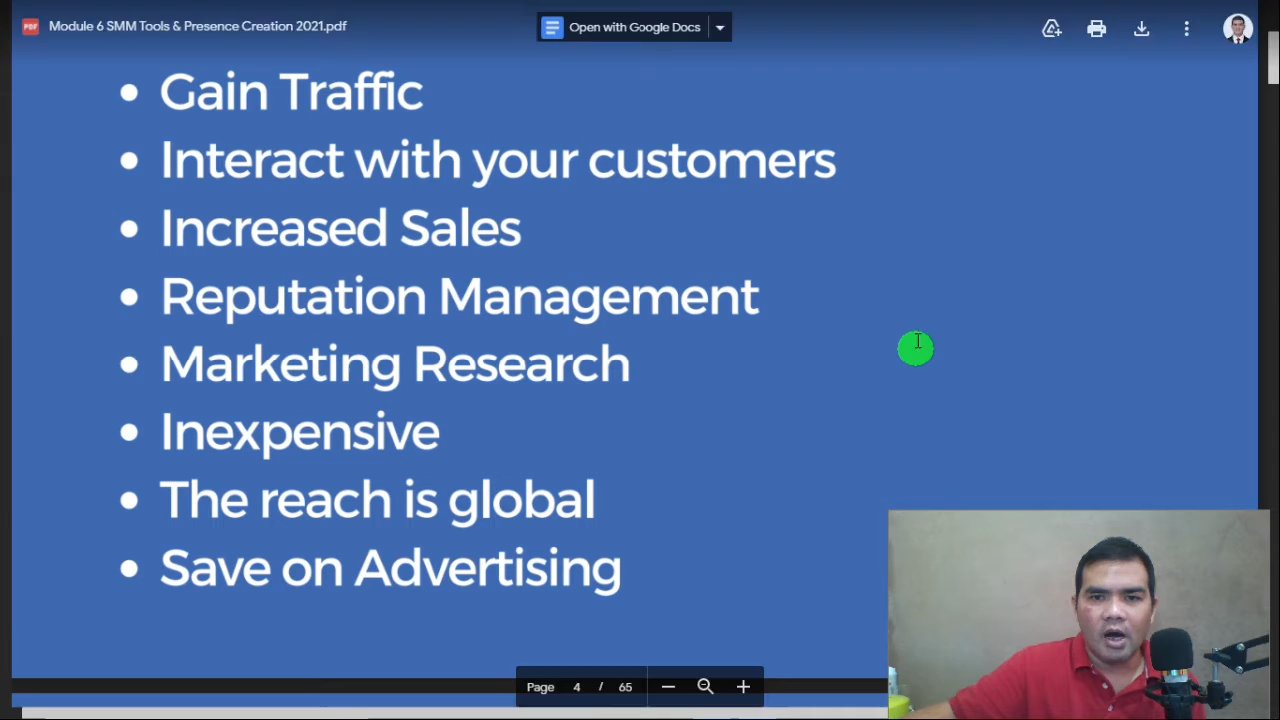 PDF
Module 6 SMM Tools & Presence Creation 2021.pdf
Open with Google Docs
Gain Traffic
Interact with your customers
Increased Sales
Reputation Management
Marketing Research
Inexpensive
The reach is global
Save on Advertising
Page 4 / 65